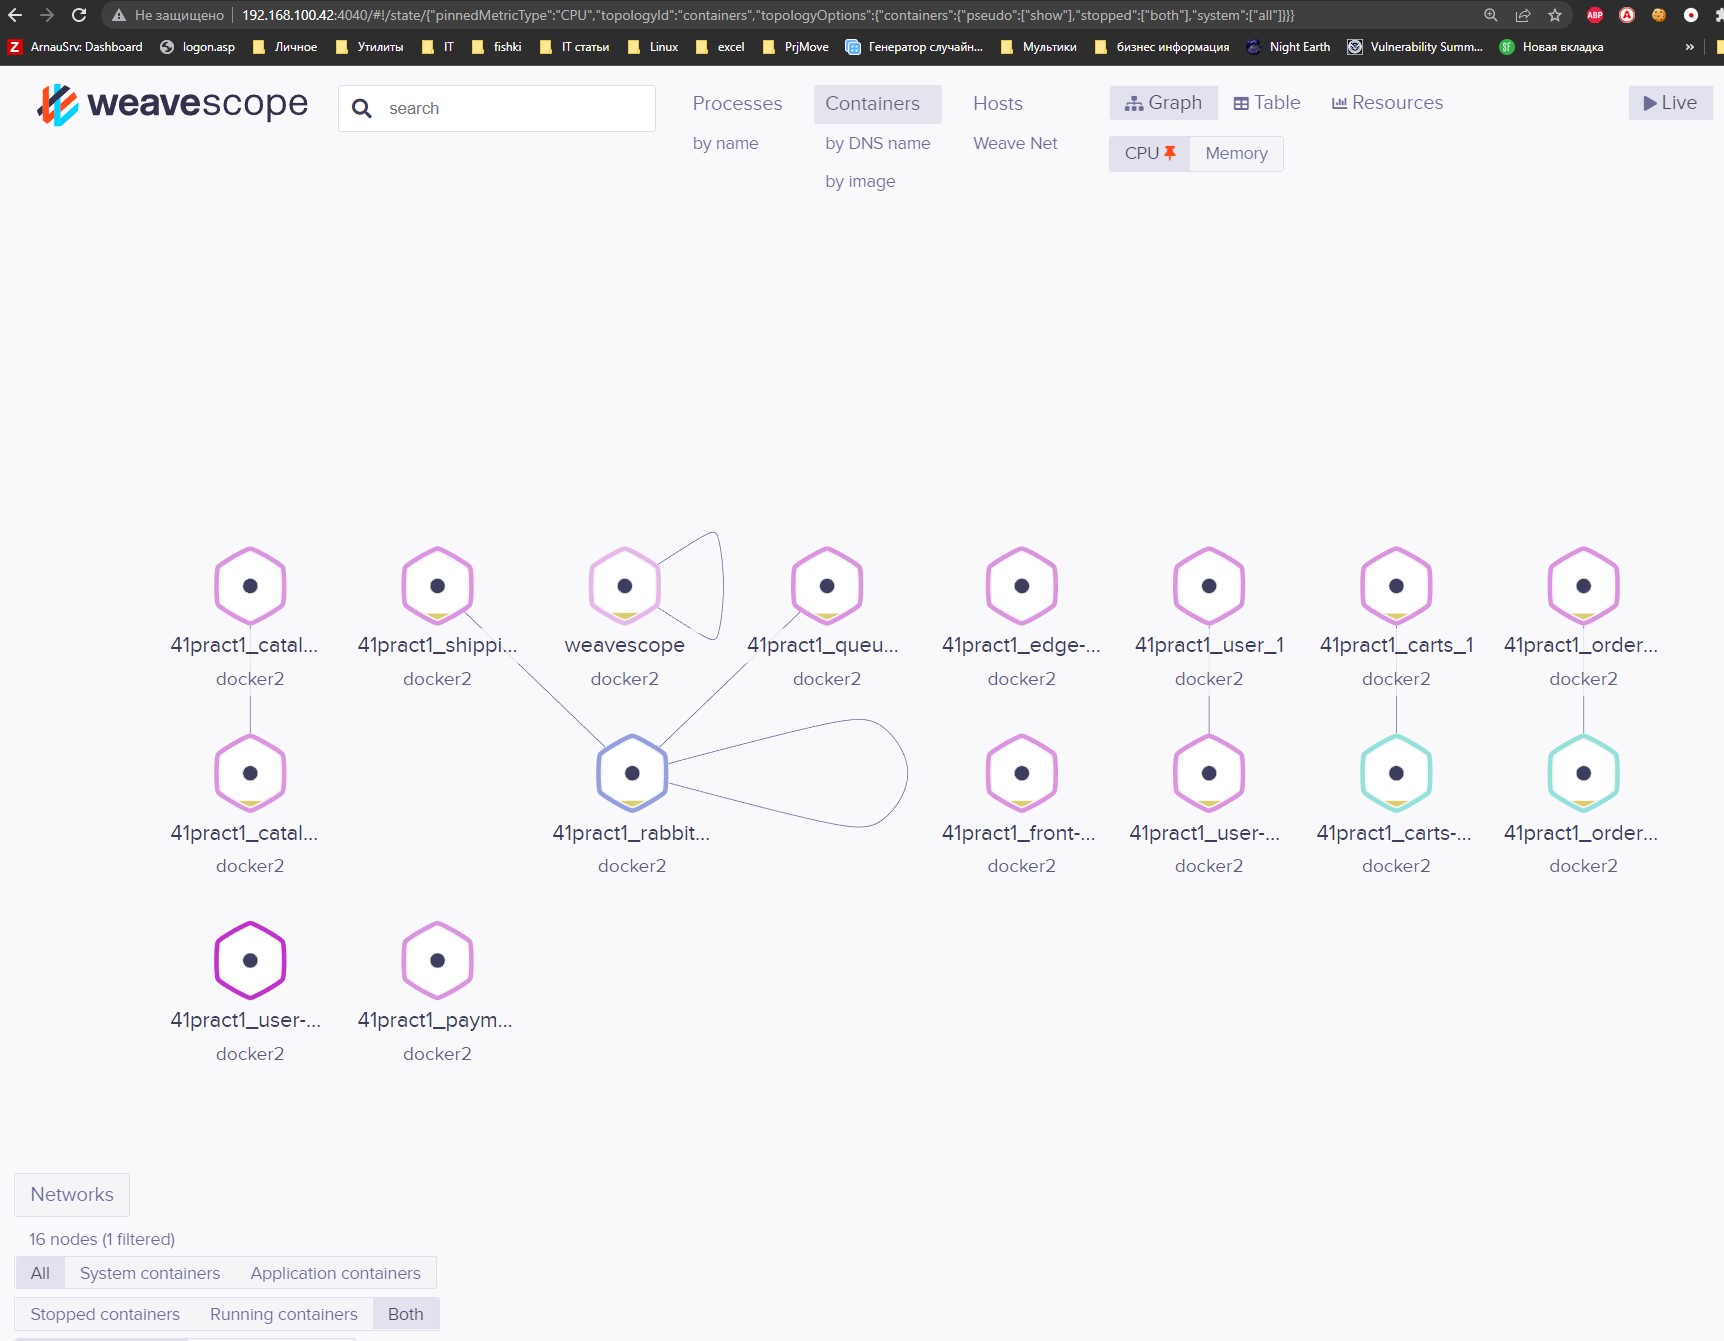 Не защищено 192.168.100.42:4040/#!/state/{"pinnedMetricType":"CPU","topologyId":"containers","topologyOptions":{"containers":{"pseudo":["show"],"stopped":["both"],"system":["all"]}}}
ABP
Z ArnauSrv: Dashboard logon.asp Личное Утилиты IT fishki IT статьи Linux excel PrjMove Генератор случайн... Мультики бизнес информация Night Earth Vulnerability Summ... SF Новая вкладка »
weavescope search Processes Containers Hosts Graph Table Resources Live
by name by DNS name Weave Net CPU Memory
by image
41pract1_catal... 41pract1_shippi... weavescope 41pract1_queu... 41pract1_edge-... 41pract1_user_1 41pract1_carts_1 41pract1_order...
docker2 docker2 docker2 docker2 docker2 docker2 docker2 docker2
41pract1_catal... 41pract1_rabbit... 41pract1_front-... 41pract1_user-... 41pract1_carts-... 41pract1_order...
docker2 docker2 docker2 docker2 docker2 docker2
41pract1_user-... 41pract1_paym...
docker2 docker2
Networks
16 nodes (1 filtered)
All System containers Application containers
Stopped containers Running containers Both